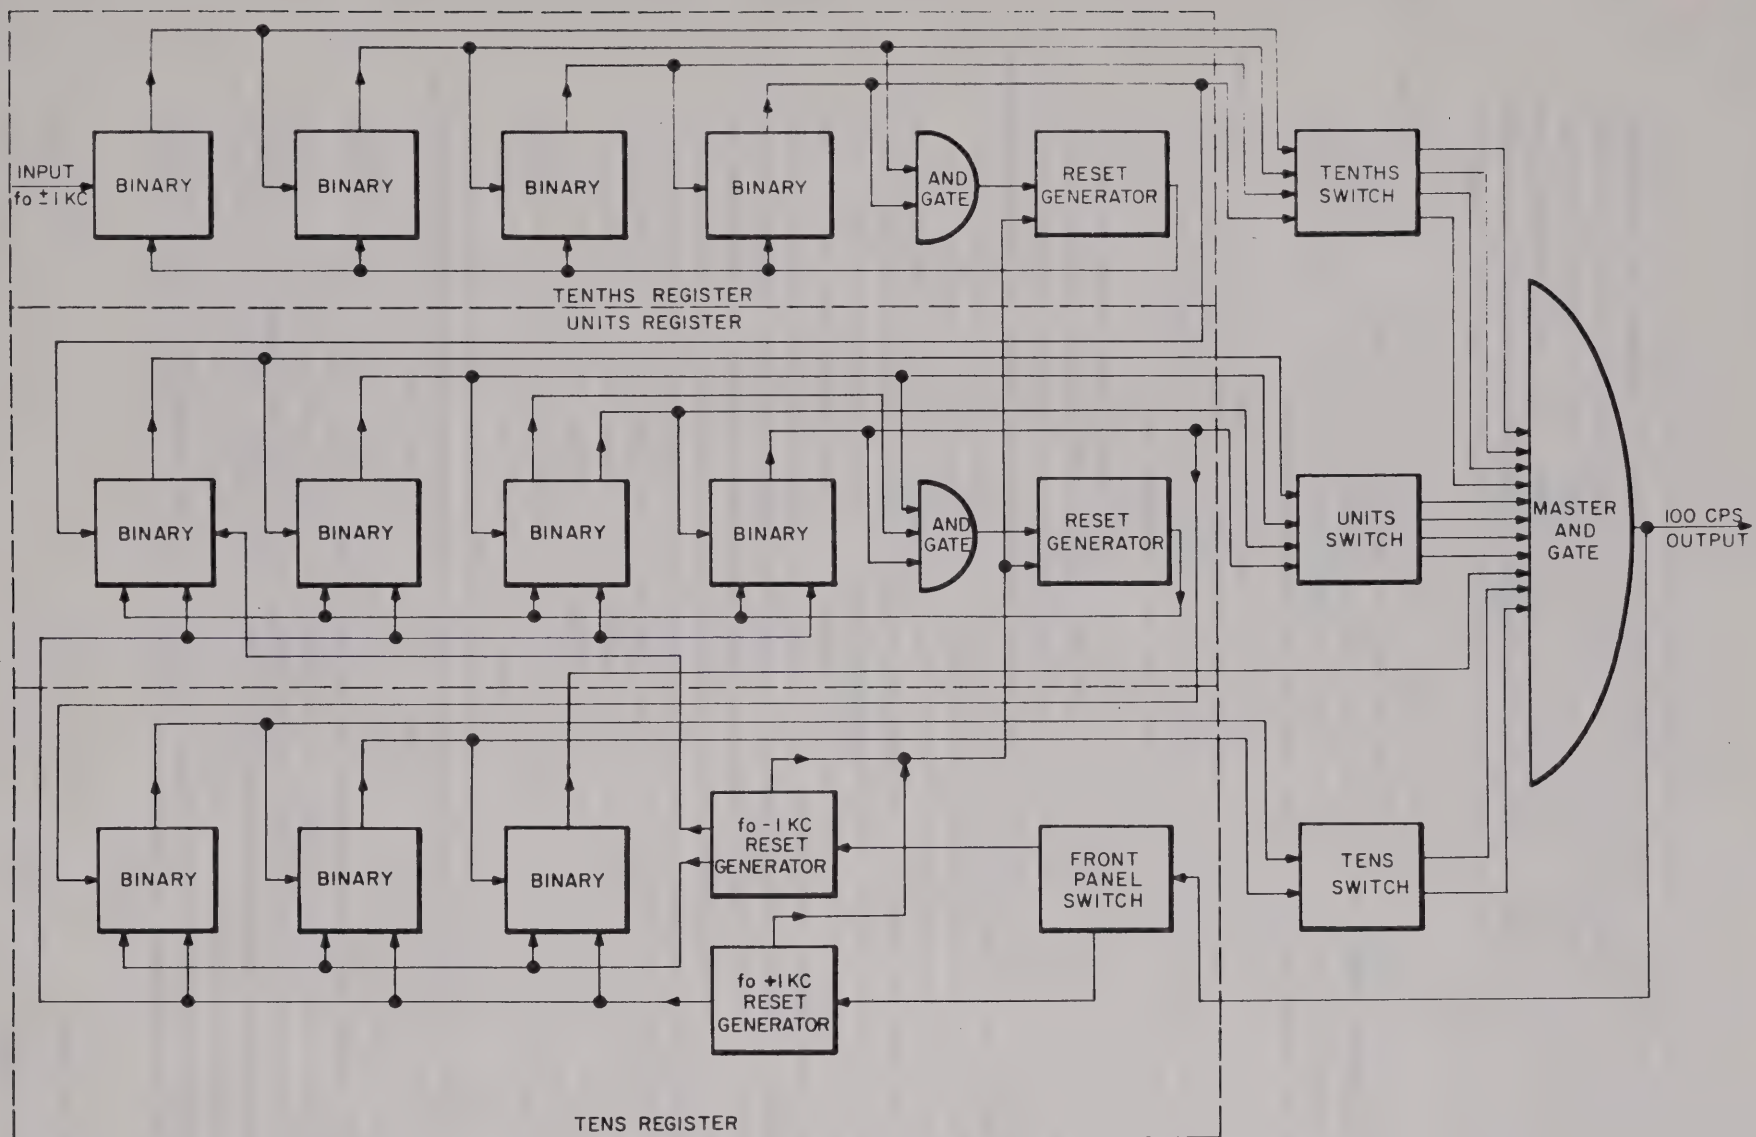 INPUT
fo ± 1 KC
BINARY
BINARY
BINARY
BINARY
AND
GATE
RESET
GENERATOR
TENTHS
SWITCH
TENTHS REGISTER
UNITS REGISTER
BINARY
BINARY
BINARY
BINARY
AND
GATE
RESET
GENERATOR
UNITS
SWITCH
MASTER
AND
GATE
100 CPS
OUTPUT
BINARY
BINARY
BINARY
fo - 1 KC
RESET
GENERATOR
FRONT
PANEL
SWITCH
TENS
SWITCH
fo + 1 KC
RESET
GENERATOR
TENS REGISTER